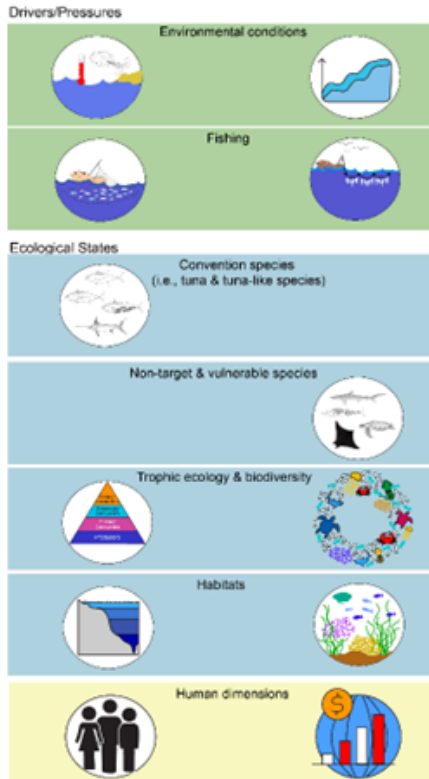 Drivers/Pressures
Environmental conditions
Fishing
Ecological States
Convention species
(i.e., tuna & tuna-like species)
Non-target & vulnerable species
Trophic ecology & biodiversity
Habitats
Human dimensions
$